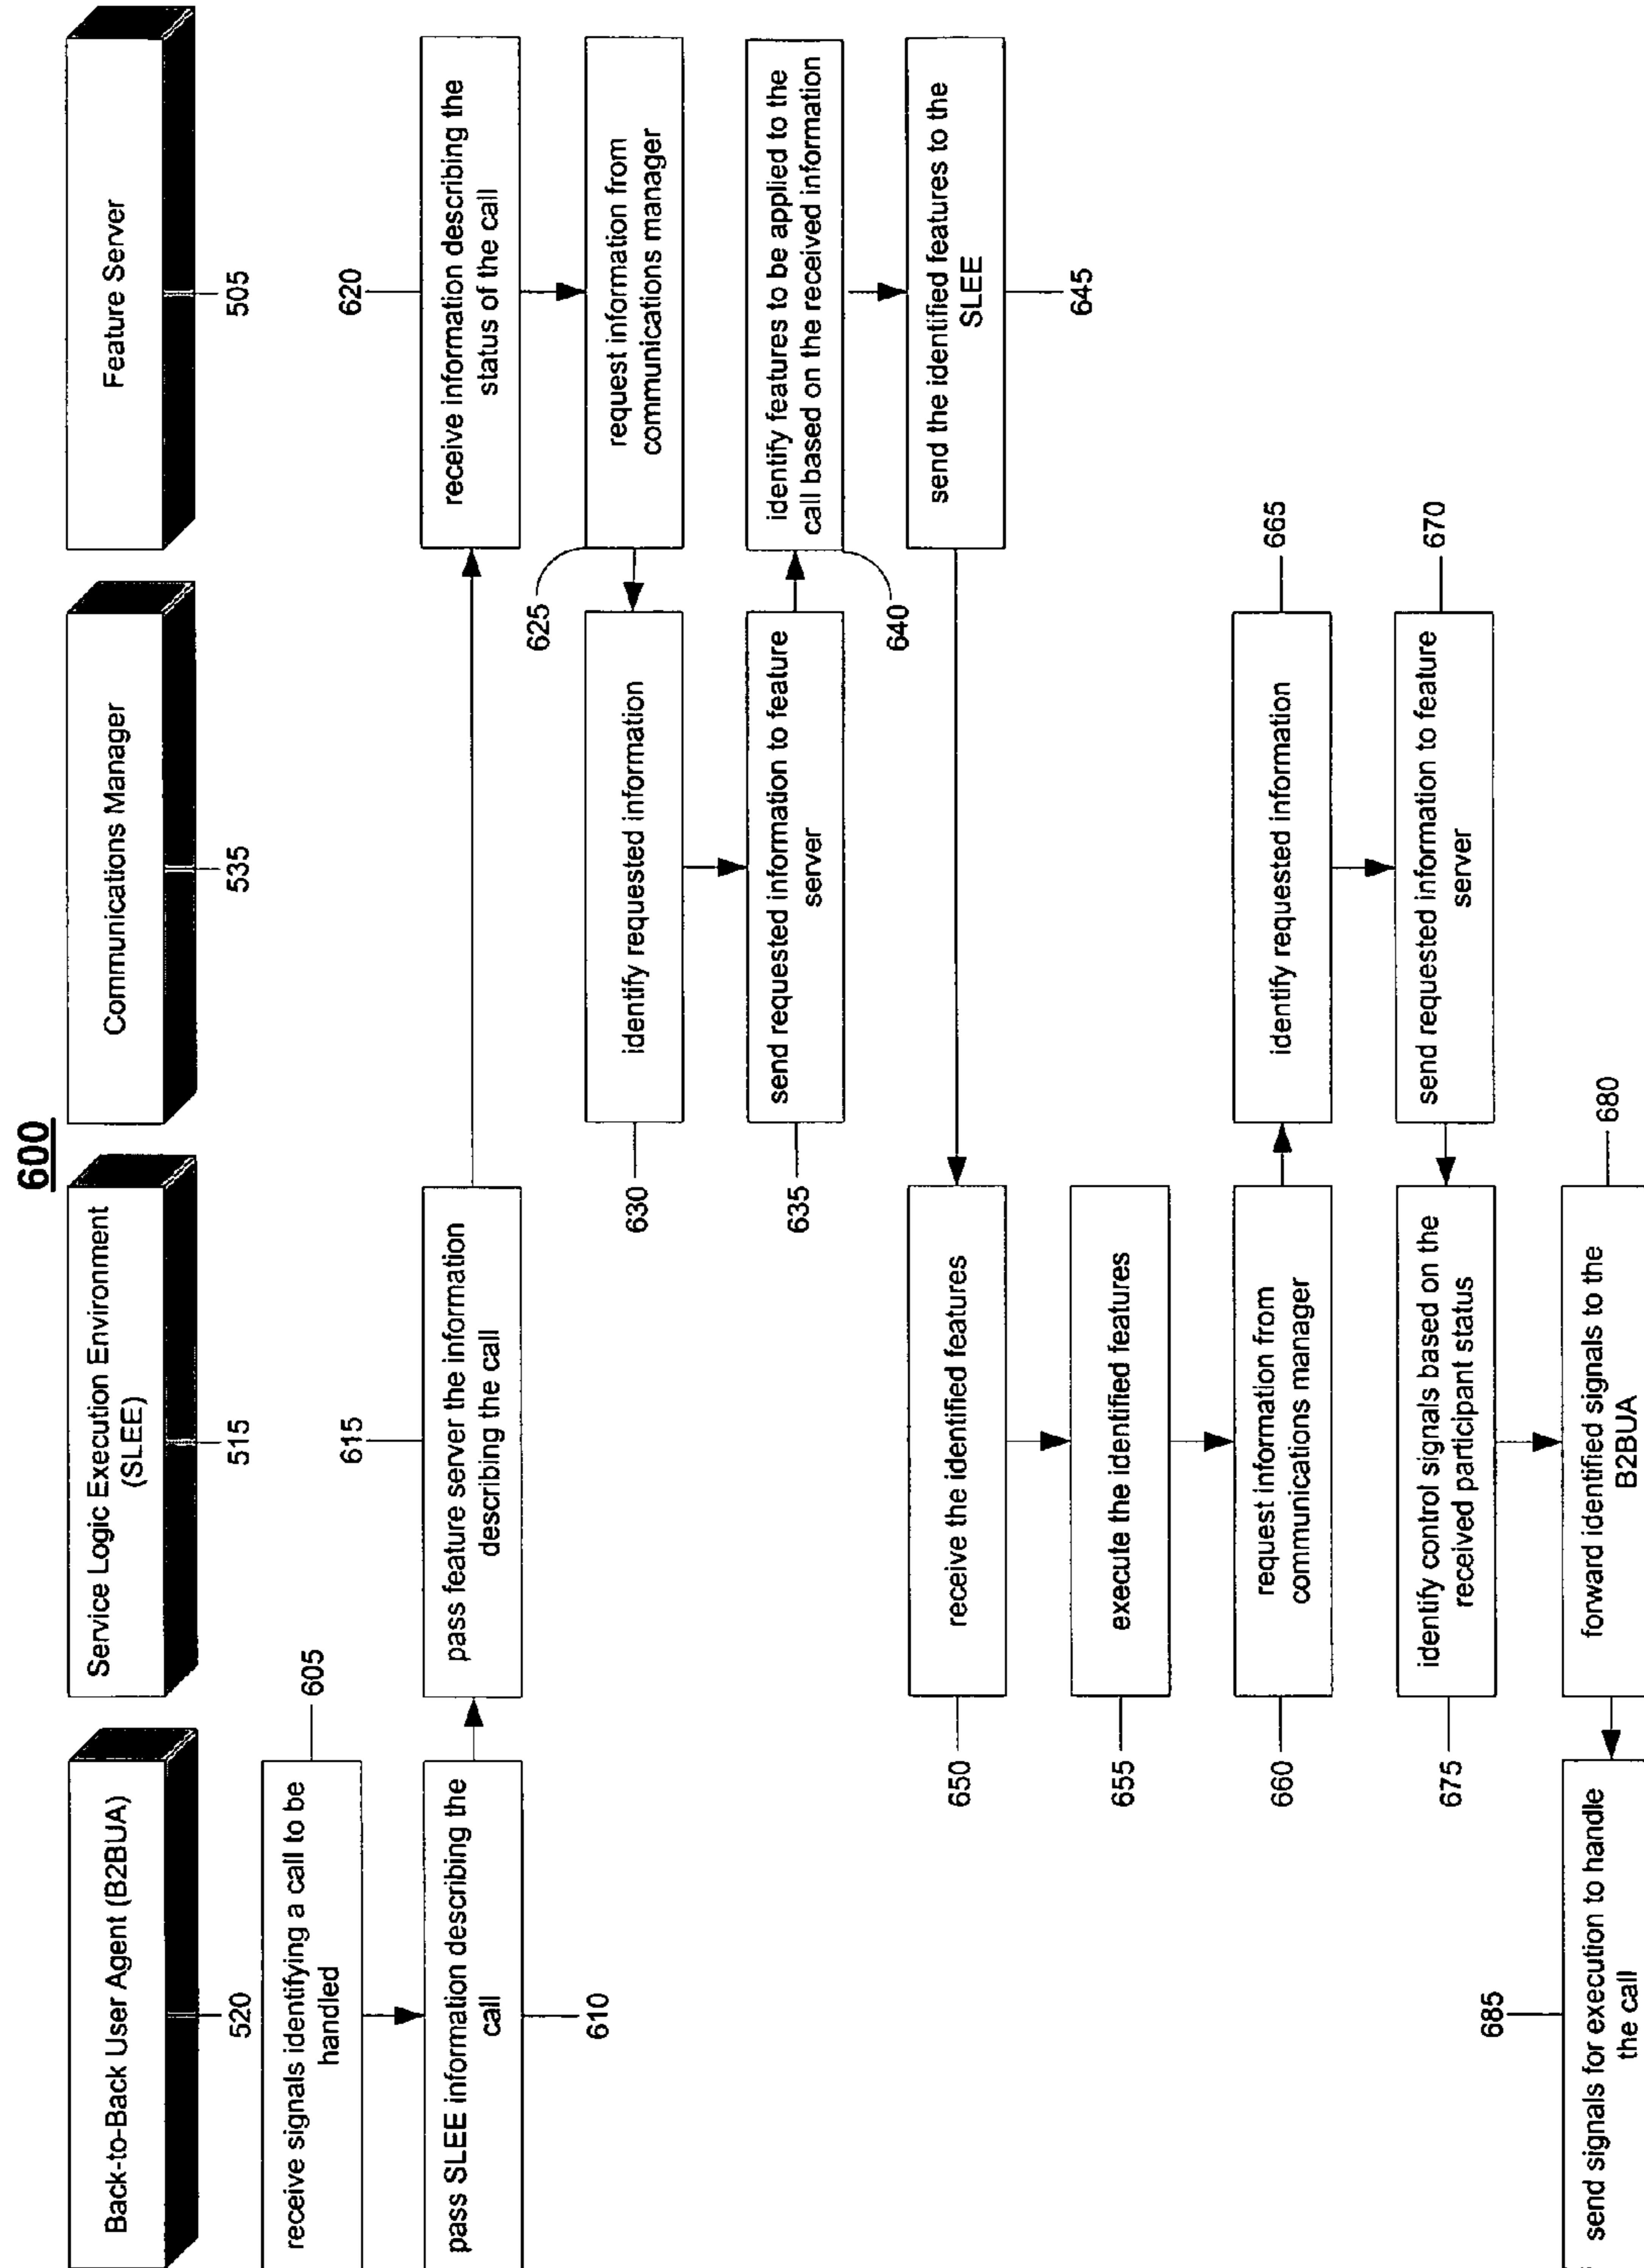 600
Back-to-Back User Agent (B2BUA)
520
Service Logic Execution Environment
(SLEE)
515
Communications Manager
535
Feature Server
505
receive signals identifying a call to be
handled
605
pass SLEE information describing the
call
610
615
pass feature server the information
describing the call
620
receive information describing the
status of the call
625
request information from
communications manager
identify requested information
630
send requested information to feature
server
635
identify features to be applied to the
call based on the received information
640
send the identified features to the
SLEE
645
receive the identified features
650
execute the identified features
655
request information from
communications manager
660
identify requested information
665
send requested information to feature
server
670
identify control signals based on the
received participant status
675
forward identified signals to the
B2BUA
680
685
send signals for execution to handle
the call